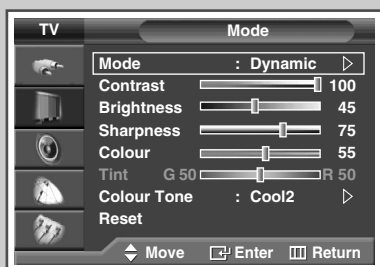 TV Mode
Mode : Dynamic
Contrast 100
Brightness 45
Sharpness 75
Colour 55
Tint G 50 R 50
Colour Tone : Cool2
Reset
Move Enter Return